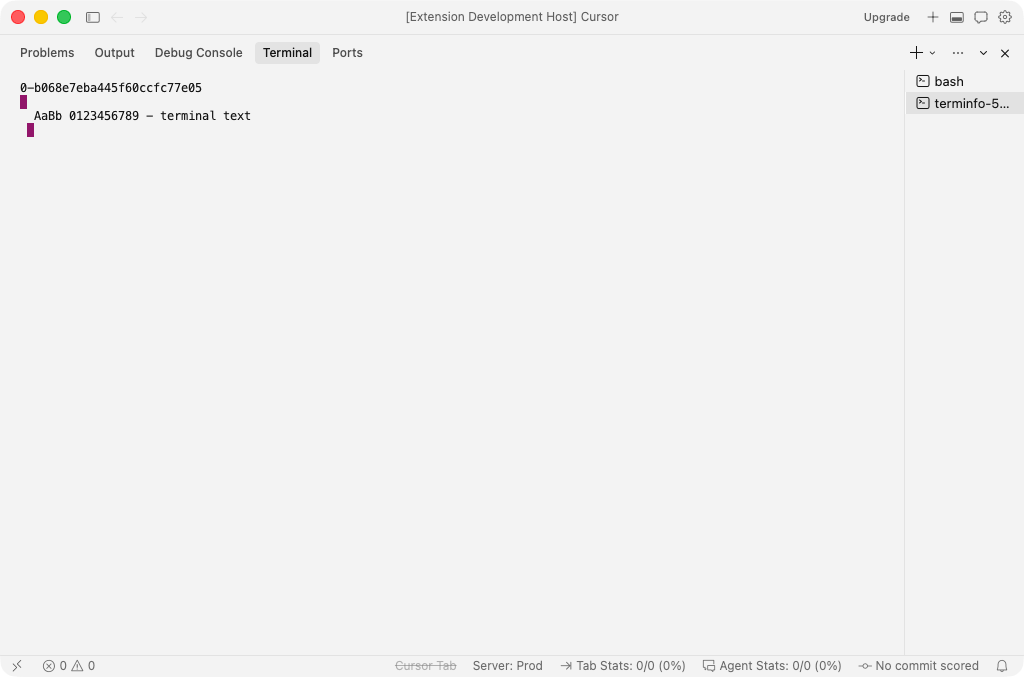 [Extension Development Host] Cursor
Upgrade
Problems Output Debug Console Terminal Ports
0-b068e7eba445f60ccfc77e05
AaBb 0123456789 - terminal text
bash
terminfo-5...
0 0 Cursor Tab Server: Prod Tab Stats: 0/0 (0%) Agent Stats: 0/0 (0%) No commit scored